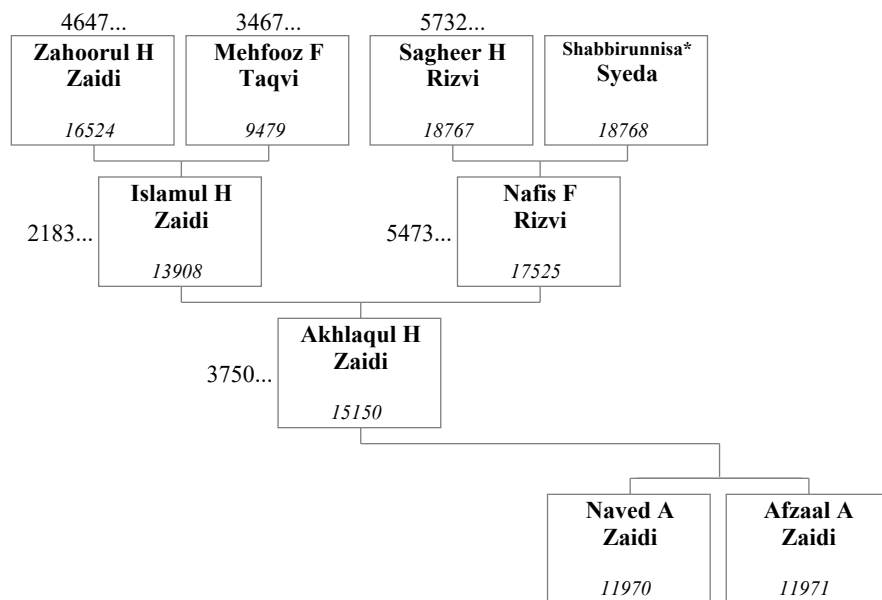 4647... 3467... 5732...
Zahoorul H
Zaidi
16524
Mehfooz F
Taqvi
9479
Sagheer H
Rizvi
18767
Shabbirunnisa*
Syeda
18768
2183...
Islamul H
Zaidi
13908
5473...
Nafis F
Rizvi
17525
3750...
Akhlaqul H
Zaidi
15150
Naved A
Zaidi
11970
Afzaal A
Zaidi
11971